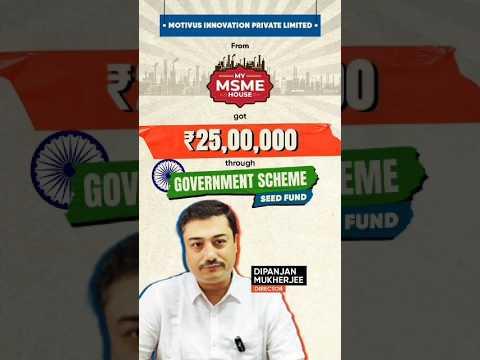 • MOTIVUS INNOVATION PRIVATE LIMITED •
From
MY
MSME
HOUSE
got
₹25,00,000
through
GOVERNMENT SCHEME
SEED FUND
DIPANJAN
MUKHERJEE
DIRECTOR